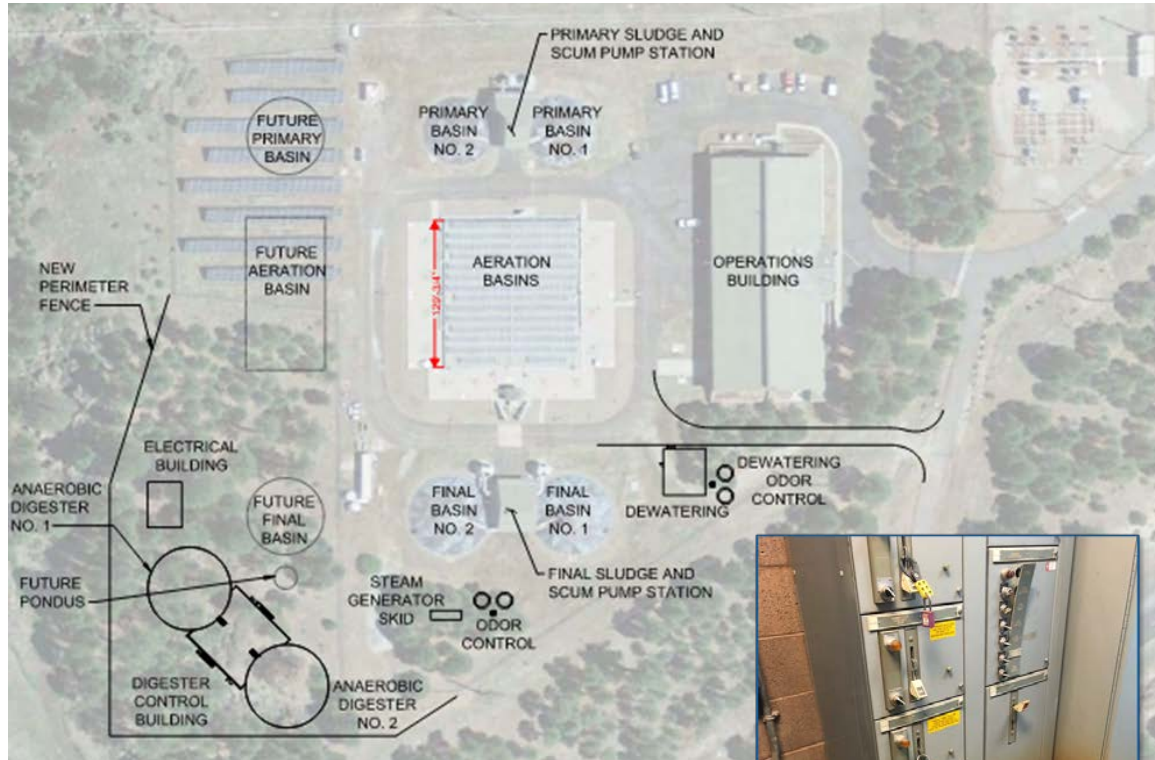 PRIMARY SLUDGE AND
SCUM PUMP STATION
FUTURE
PRIMARY
BASIN
PRIMARY
BASIN
NO. 2
PRIMARY
BASIN
NO. 1
FUTURE
AERATION
BASIN
AERATION
BASINS
OPERATIONS
BUILDING
NEW
PERIMETER
FENCE
ELECTRICAL
BUILDING
ANAEROBIC
DIGESTER
NO. 1
FUTURE
FINAL
BASIN
FINAL
BASIN
NO. 2
FINAL
BASIN
NO. 1
DEWATERING
ODOR
CONTROL
DEWATERING
FUTURE
PONDUS
STEAM
GENERATOR
SKID
ODOR
CONTROL
FINAL SLUDGE AND
SCUM PUMP STATION
DIGESTER
CONTROL
BUILDING
ANAEROBIC
DIGESTER
NO. 2